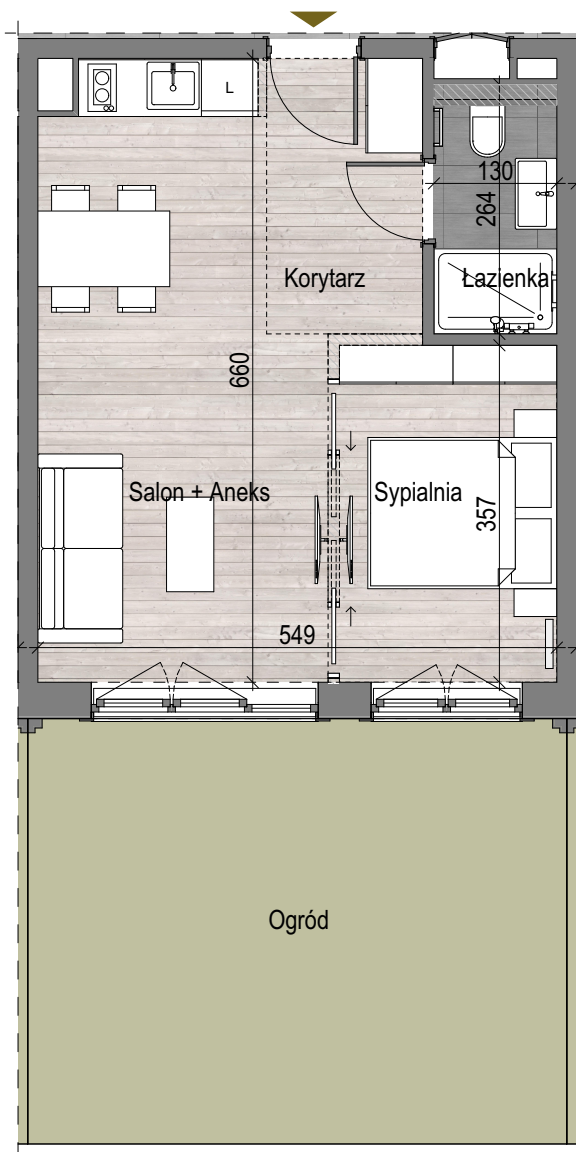 L
130
264
Korytarz
Łazienka
660
Salon + Aneks
Sypialnia
357
549
Ogród